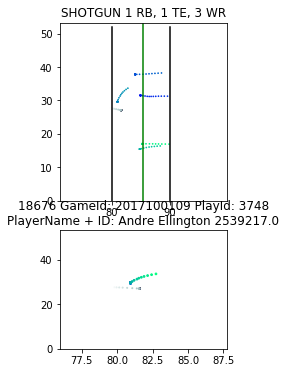 SHOTGUN 1 RB, 1 TE, 3 WR
50
40
30
20
10
0
80 90
18676 GameId: 2017100109 PlayId: 3748
PlayerName + ID: Andre Ellington 2539217.0
40
20
0
77.5 80.0 82.5 85.0 87.5